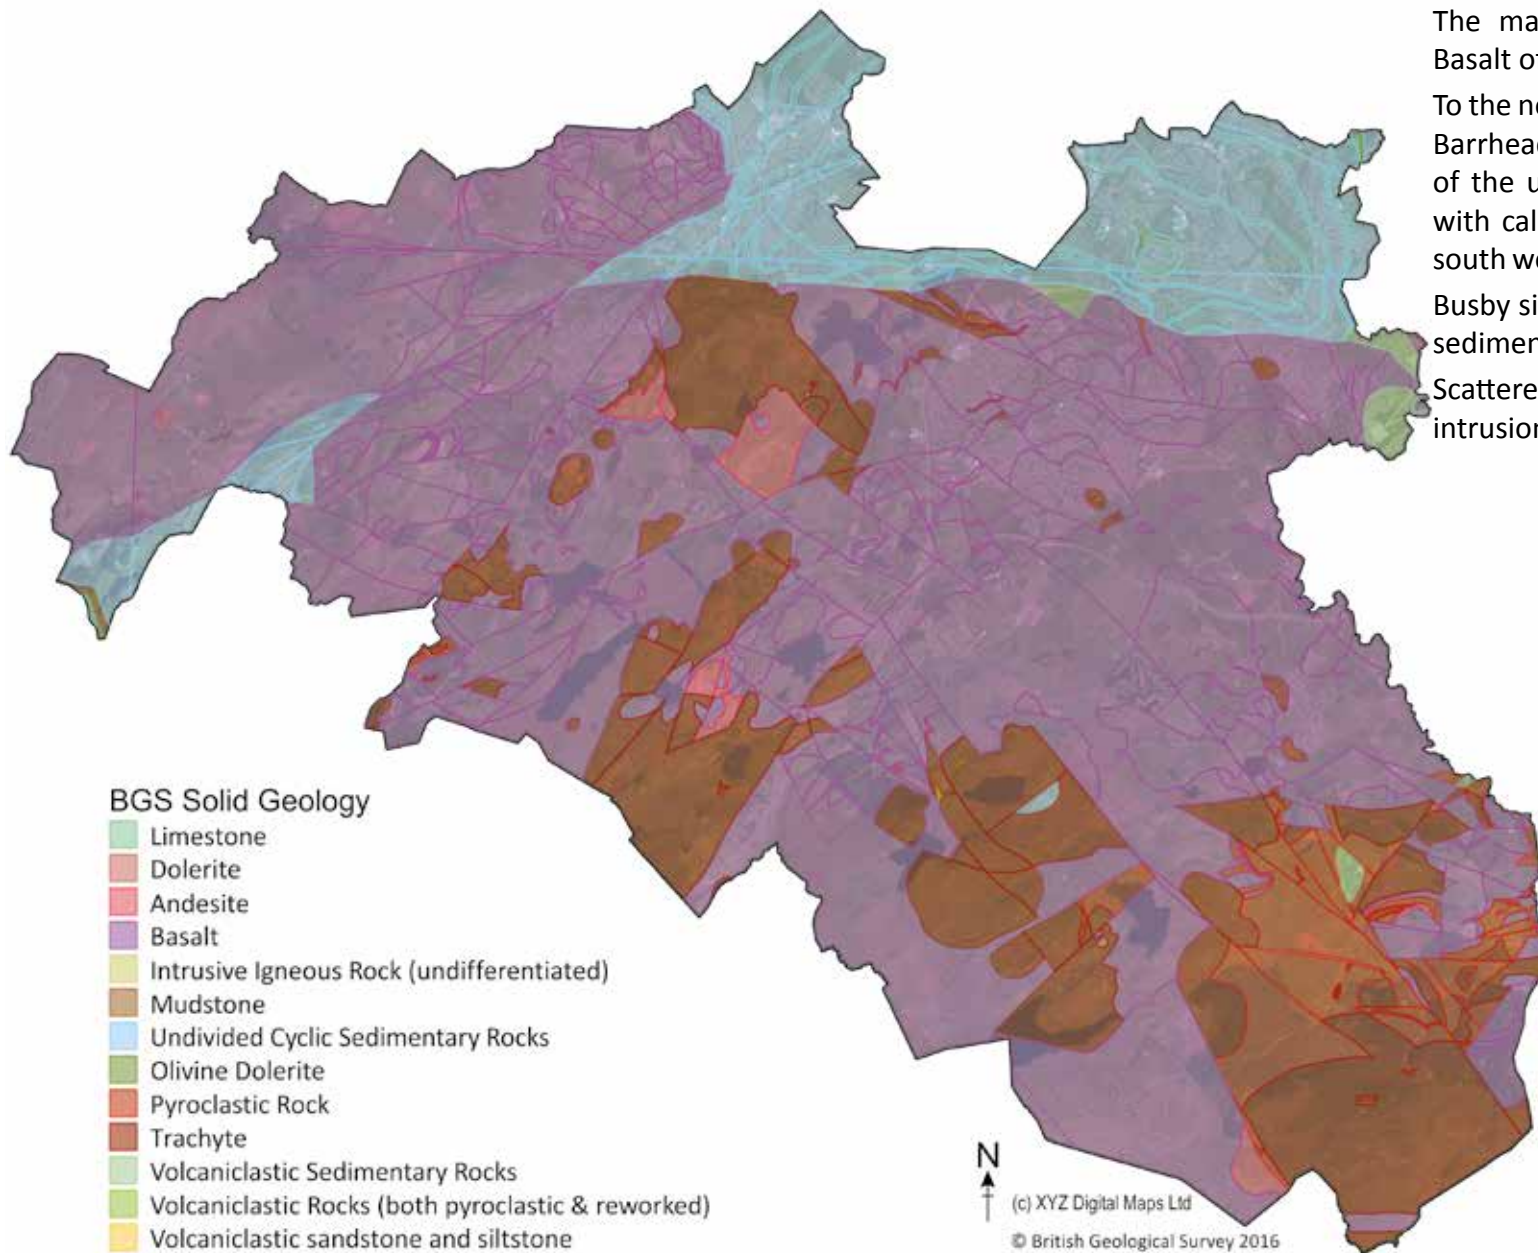 The ma
Basalt of
To the no
Barrhead
of the u
with cal
south we
Busby si
sedimen
Scattere
intrusion
BGS Solid Geology
Limestone
Dolerite
Andesite
Basalt
Intrusive Igneous Rock (undifferentiated)
Mudstone
Undivided Cyclic Sedimentary Rocks
Olivine Dolerite
Pyroclastic Rock
Trachyte
Volcaniclastic Sedimentary Rocks
Volcaniclastic Rocks (both pyroclastic & reworked)
Volcaniclastic sandstone and siltstone
N
(c) XYZ Digital Maps Ltd
© British Geological Survey 2016